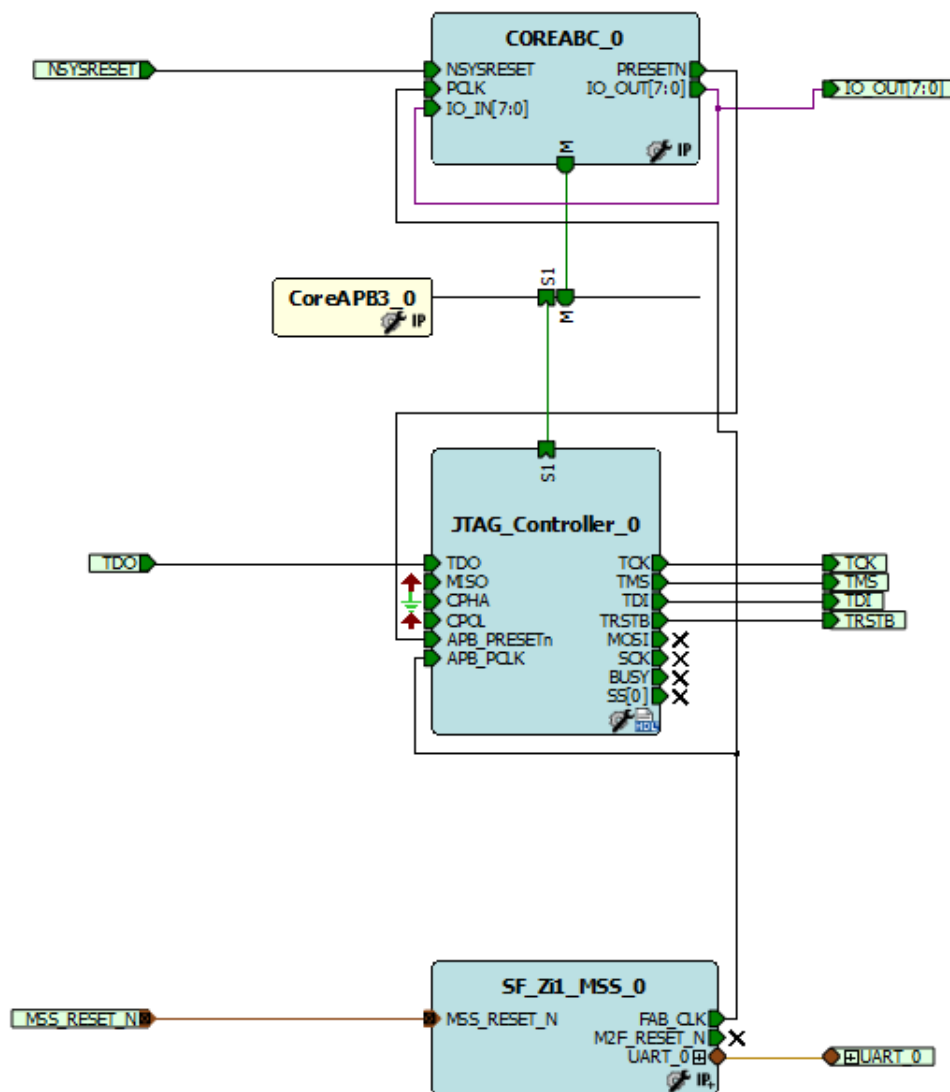 COREABC_0
NSYSRESET
NSYSRESET
PRESETN
PCLK
IO_OUT[7:0]
IO_OUT[7:0]
IO_IN[7:0]
M
IP
S1
CoreAPB3_0
IP
M
S1
JTAG_Controller_0
TDO
TDO
TCK
TCK
MISO
TMS
TMS
CPHA
TDI
TDI
CPOL
TRSTB
TRSTB
APB_PRESETn
MOSI
APB_PCLK
SCK
BUSY
SS[0]
HDL
SF_Zi1_MSS_0
MSS_RESET_N
MSS_RESET_N
FAB_CLK
M2F_RESET_N
UART_0
UART_0
IP